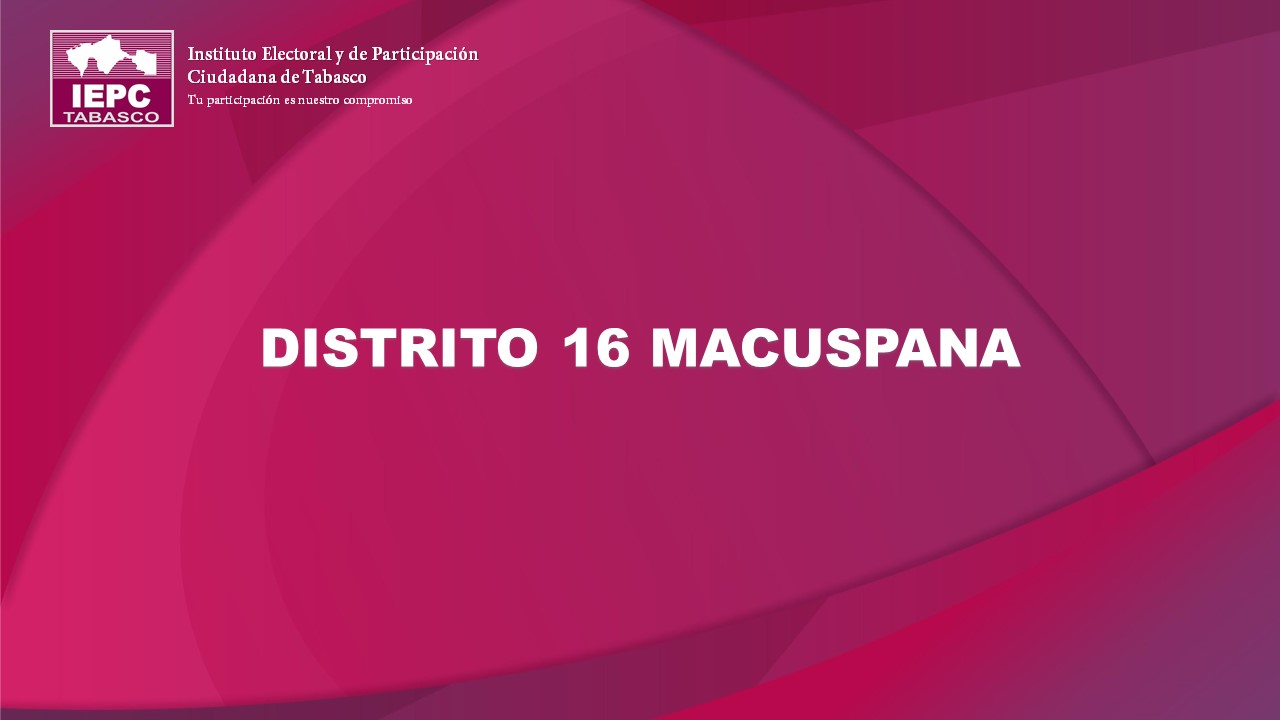 IEPC
TABASCO
Instituto Electoral y de Participación
Ciudadana de Tabasco
Tu participación es nuestro compromiso
DISTRITO 16 MACUSPANA